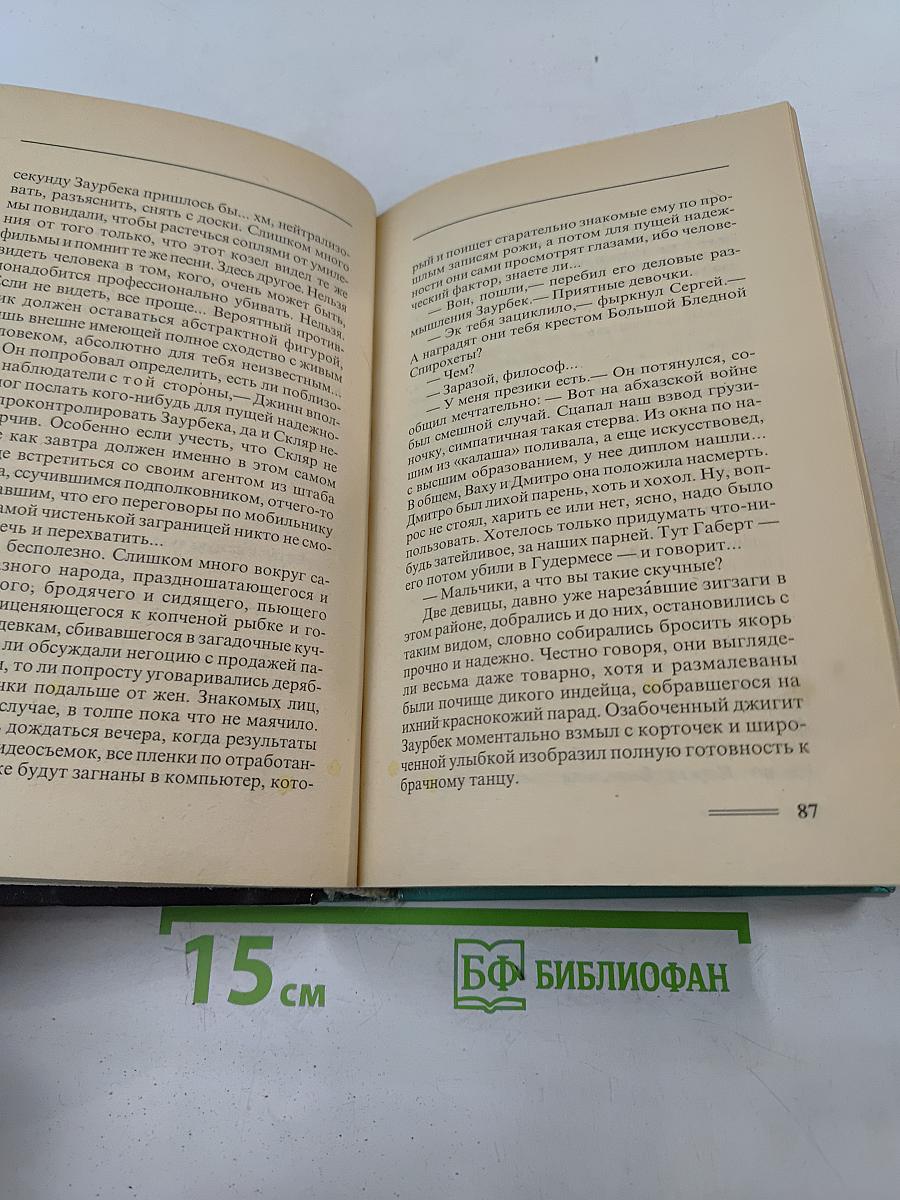 секунду Заурбека пришлось бы... хм, нейтрализо-
вать, разъяснить, снять с доски. Слишком много
мы повидали, чтобы растечься соплями от умиле-
ния от того только, что этот козел видел те же
фильмы и помнит те же песни. Здесь другое. Нельзя
видеть человека в том, кого, очень может быть,
понадобится профессионально убивать. Нельзя.
Если не видеть, все проще... Вероятный против-
ик должен оставаться абстрактной фигурой,
ишь внешне имеющей полное сходство с живым
ловеком, абсолютно для тебя неизвестным...
Он попробовал определить, есть ли поблизо-
наблюдатели с той стороны,— Джинн впол-
мог послать кого-нибудь для пущей надежно-
проконтролировать Заурбека, да и Скляр не-
рчив. Особенно если учесть, что Скляр не
е как завтра должен именно в этом самом
де встретиться со своим агентом из штаба
а, ссучившимся подполковником, отчего-то
авшим, что его переговоры по мобильнику
амой чистенькой заграницей никто не смо-
ечь и перехватить...
бесполезно. Слишком много вокруг са-
азного народа, праздношатающегося и
ого, бродячего и сидящего, пьющего
иценяющегося к копченой рыбке и го-
девкам, сбивавшегося в загадочные куч-
ли обсуждали негоцию с продажей па-
н, то ли попросту уговаривались деряб-
нки подальше от жен. Знакомых лиц,
случае, в толпе пока что не маячило.
ь дождаться вечера, когда результаты
идеосъемок, все пленки по отработан-
же будут загнаны в компьютер, кото-
рый и поищет старательно знакомые ему по про-
шлым записям рожи, а потом для пущей надеж-
ности они сами просмотрят глазами, ибо челове-
ческий фактор, знаете ли...
— Вон, пошли,— перебил его деловые раз-
мышления Заурбек.— Приятные девочки.
— Эк тебя зациклило,— фыркнул Сергей.—
А наградят они тебя крестом Большой Бледной
Спирохеты?
— Чем?
— Заразой, философ...
— У меня презики есть.— Он потянулся, со-
общил мечтательно: — Вот на абхазской войне
был смешной случай. Сцапал наш взвод грузи-
ночку, симпатичная такая стерва. Из окна по на-
шим из «калаша» поливала, а еще искусствовед,
с высшим образованием, у нее диплом нашли...
В общем, Ваху и Дмитро она положила насмерть.
Дмитро был лихой парень, хоть и хохол. Ну, воп-
рос не стоял, харить ее или нет, ясно, надо было
пользовать. Хотелось только придумать что-ни-
будь затейливое, за наших парней. Тут Габерт —
его потом убили в Гудермесе — и говорит...
— Мальчики, а что вы такие скучные?
Две девицы, давно уже нарезáвшие зигзаги в
этом районе, добрались и до них, остановились с
таким видом, словно собирались бросить якорь
прочно и надежно. Честно говоря, они выгляде-
ли весьма даже товарно, хотя и размалеваны
были почище дикого индейца, собравшегося на
ихний краснокожий парад. Озабоченный джигит
Заурбек моментально взмыл с корточек и широ-
ченной улыбкой изобразил полную готовность к
брачному танцу.
87
15 см
БФ БИБЛИОФАН